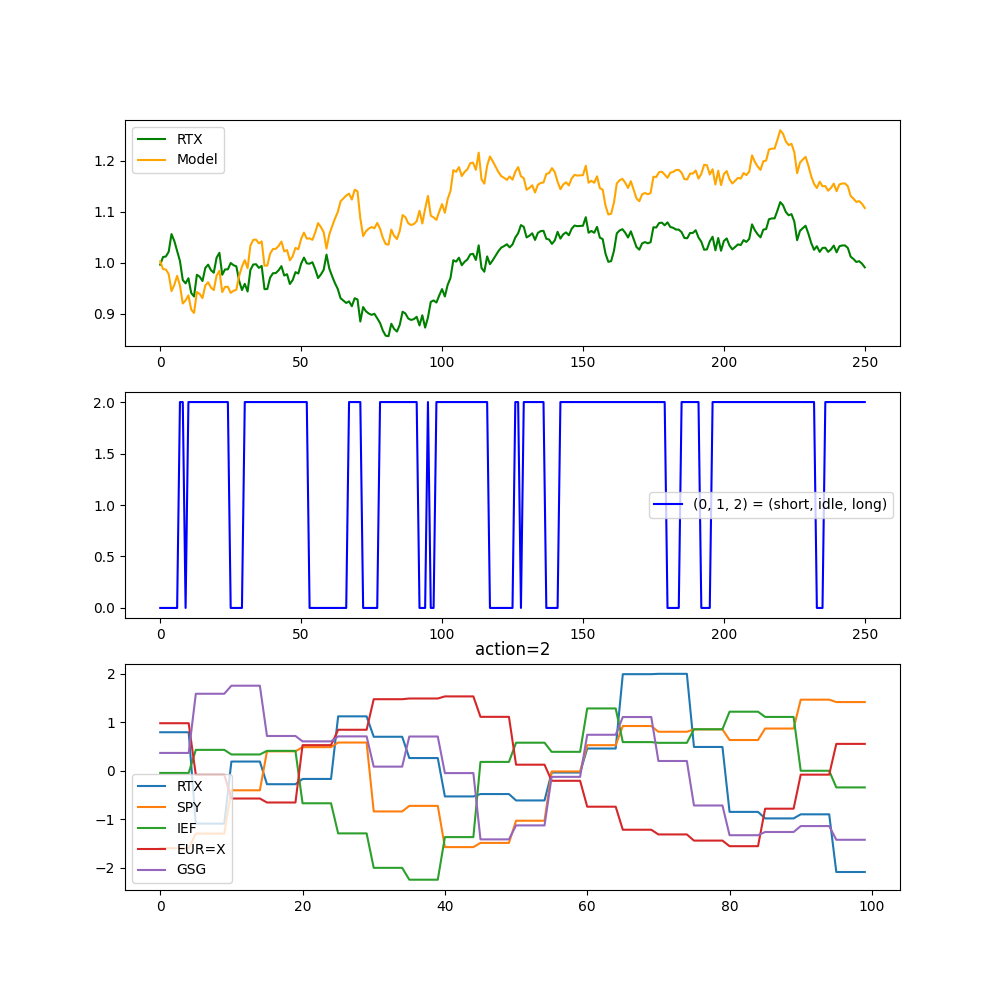 RTX
Model
1.2
1.1
1.0
0.9
0 50 100 150 200 250
2.0
1.5
1.0
0.5
0.0
(0, 1, 2) = (short, idle, long)
0 50 100 150 200 250
action=2
2
1
0
−1
−2
RTX
SPY
IEF
EUR=X
GSG
0 20 40 60 80 100